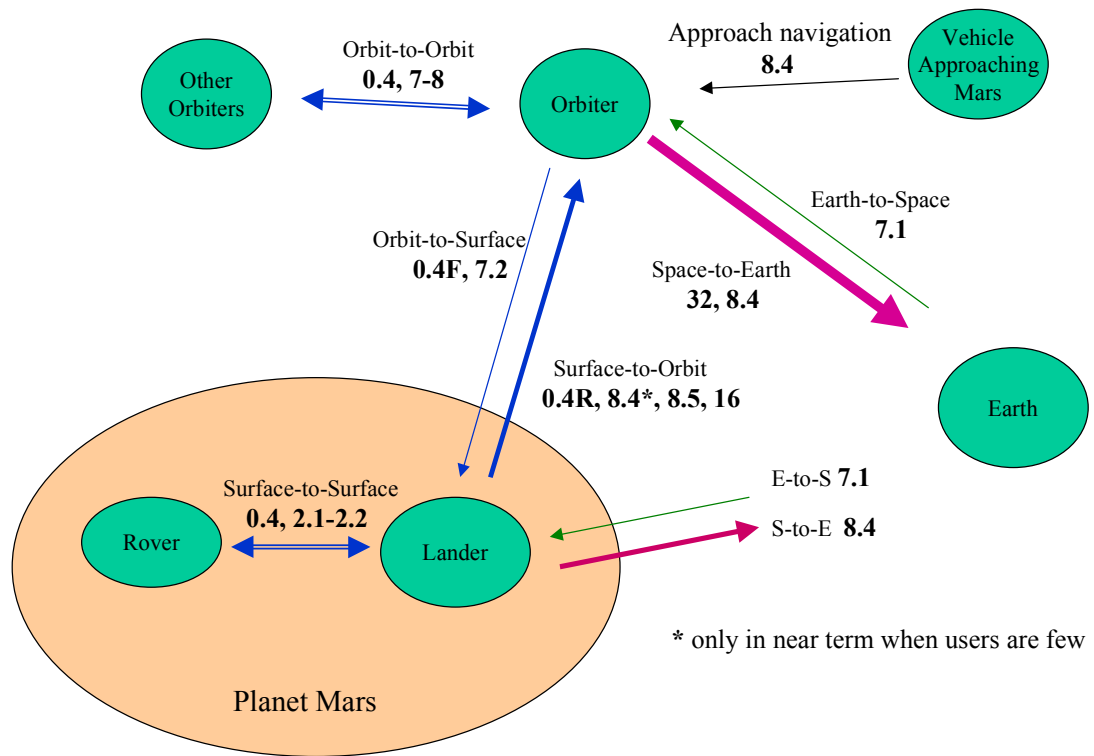 Orbit-to-Orbit
0.4, 7-8
Other
Orbiters
Orbiter
Approach navigation
8.4
Vehicle
Approaching
Mars
Earth-to-Space
7.1
Orbit-to-Surface
0.4F, 7.2
Space-to-Earth
32, 8.4
Surface-to-Orbit
0.4R, 8.4*, 8.5, 16
Earth
Surface-to-Surface
0.4, 2.1-2.2
Rover
Lander
E-to-S 7.1
S-to-E 8.4
* only in near term when users are few
Planet Mars